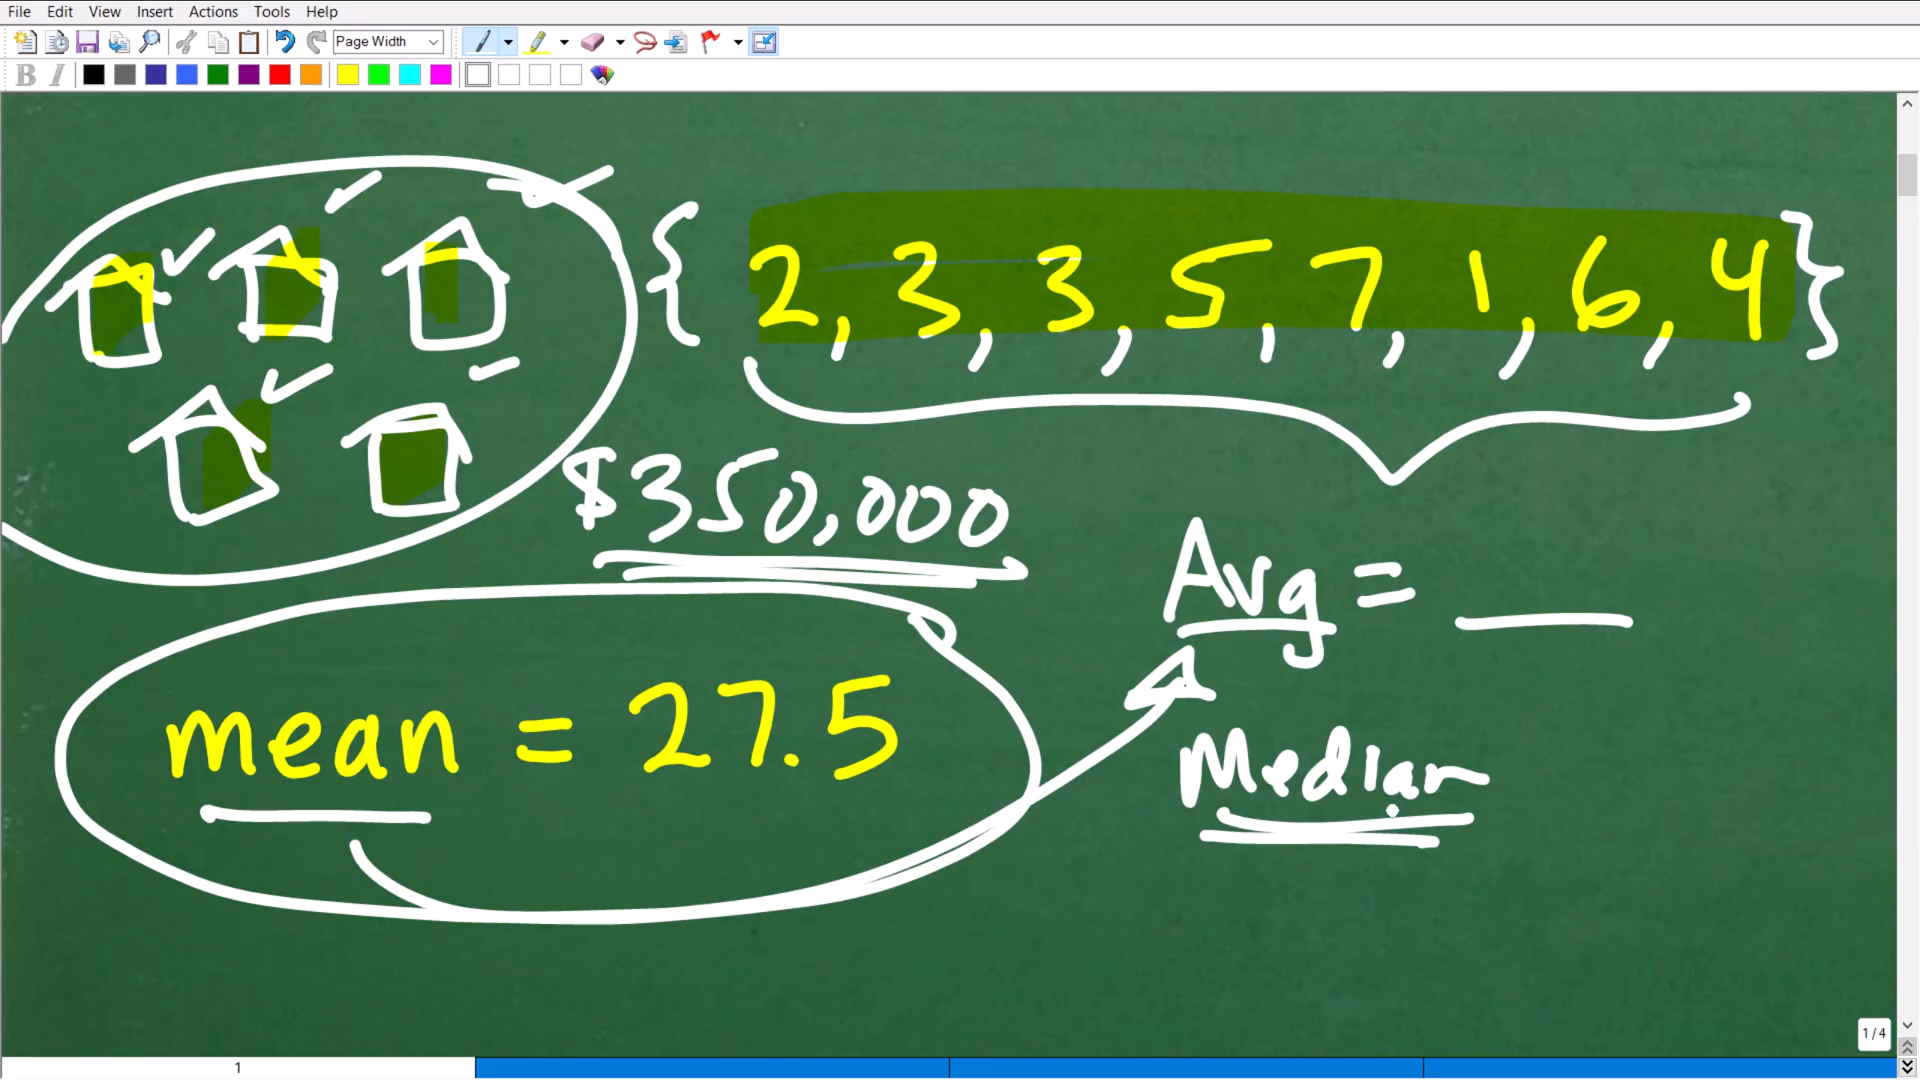 File Edit View Insert Actions Tools Help
Page Width
B I
{ 2, 3, 3, 5, 7, 1, 6, 4 }
$350,000
Avg = ___
mean = 27.5
Median
1 / 4
1